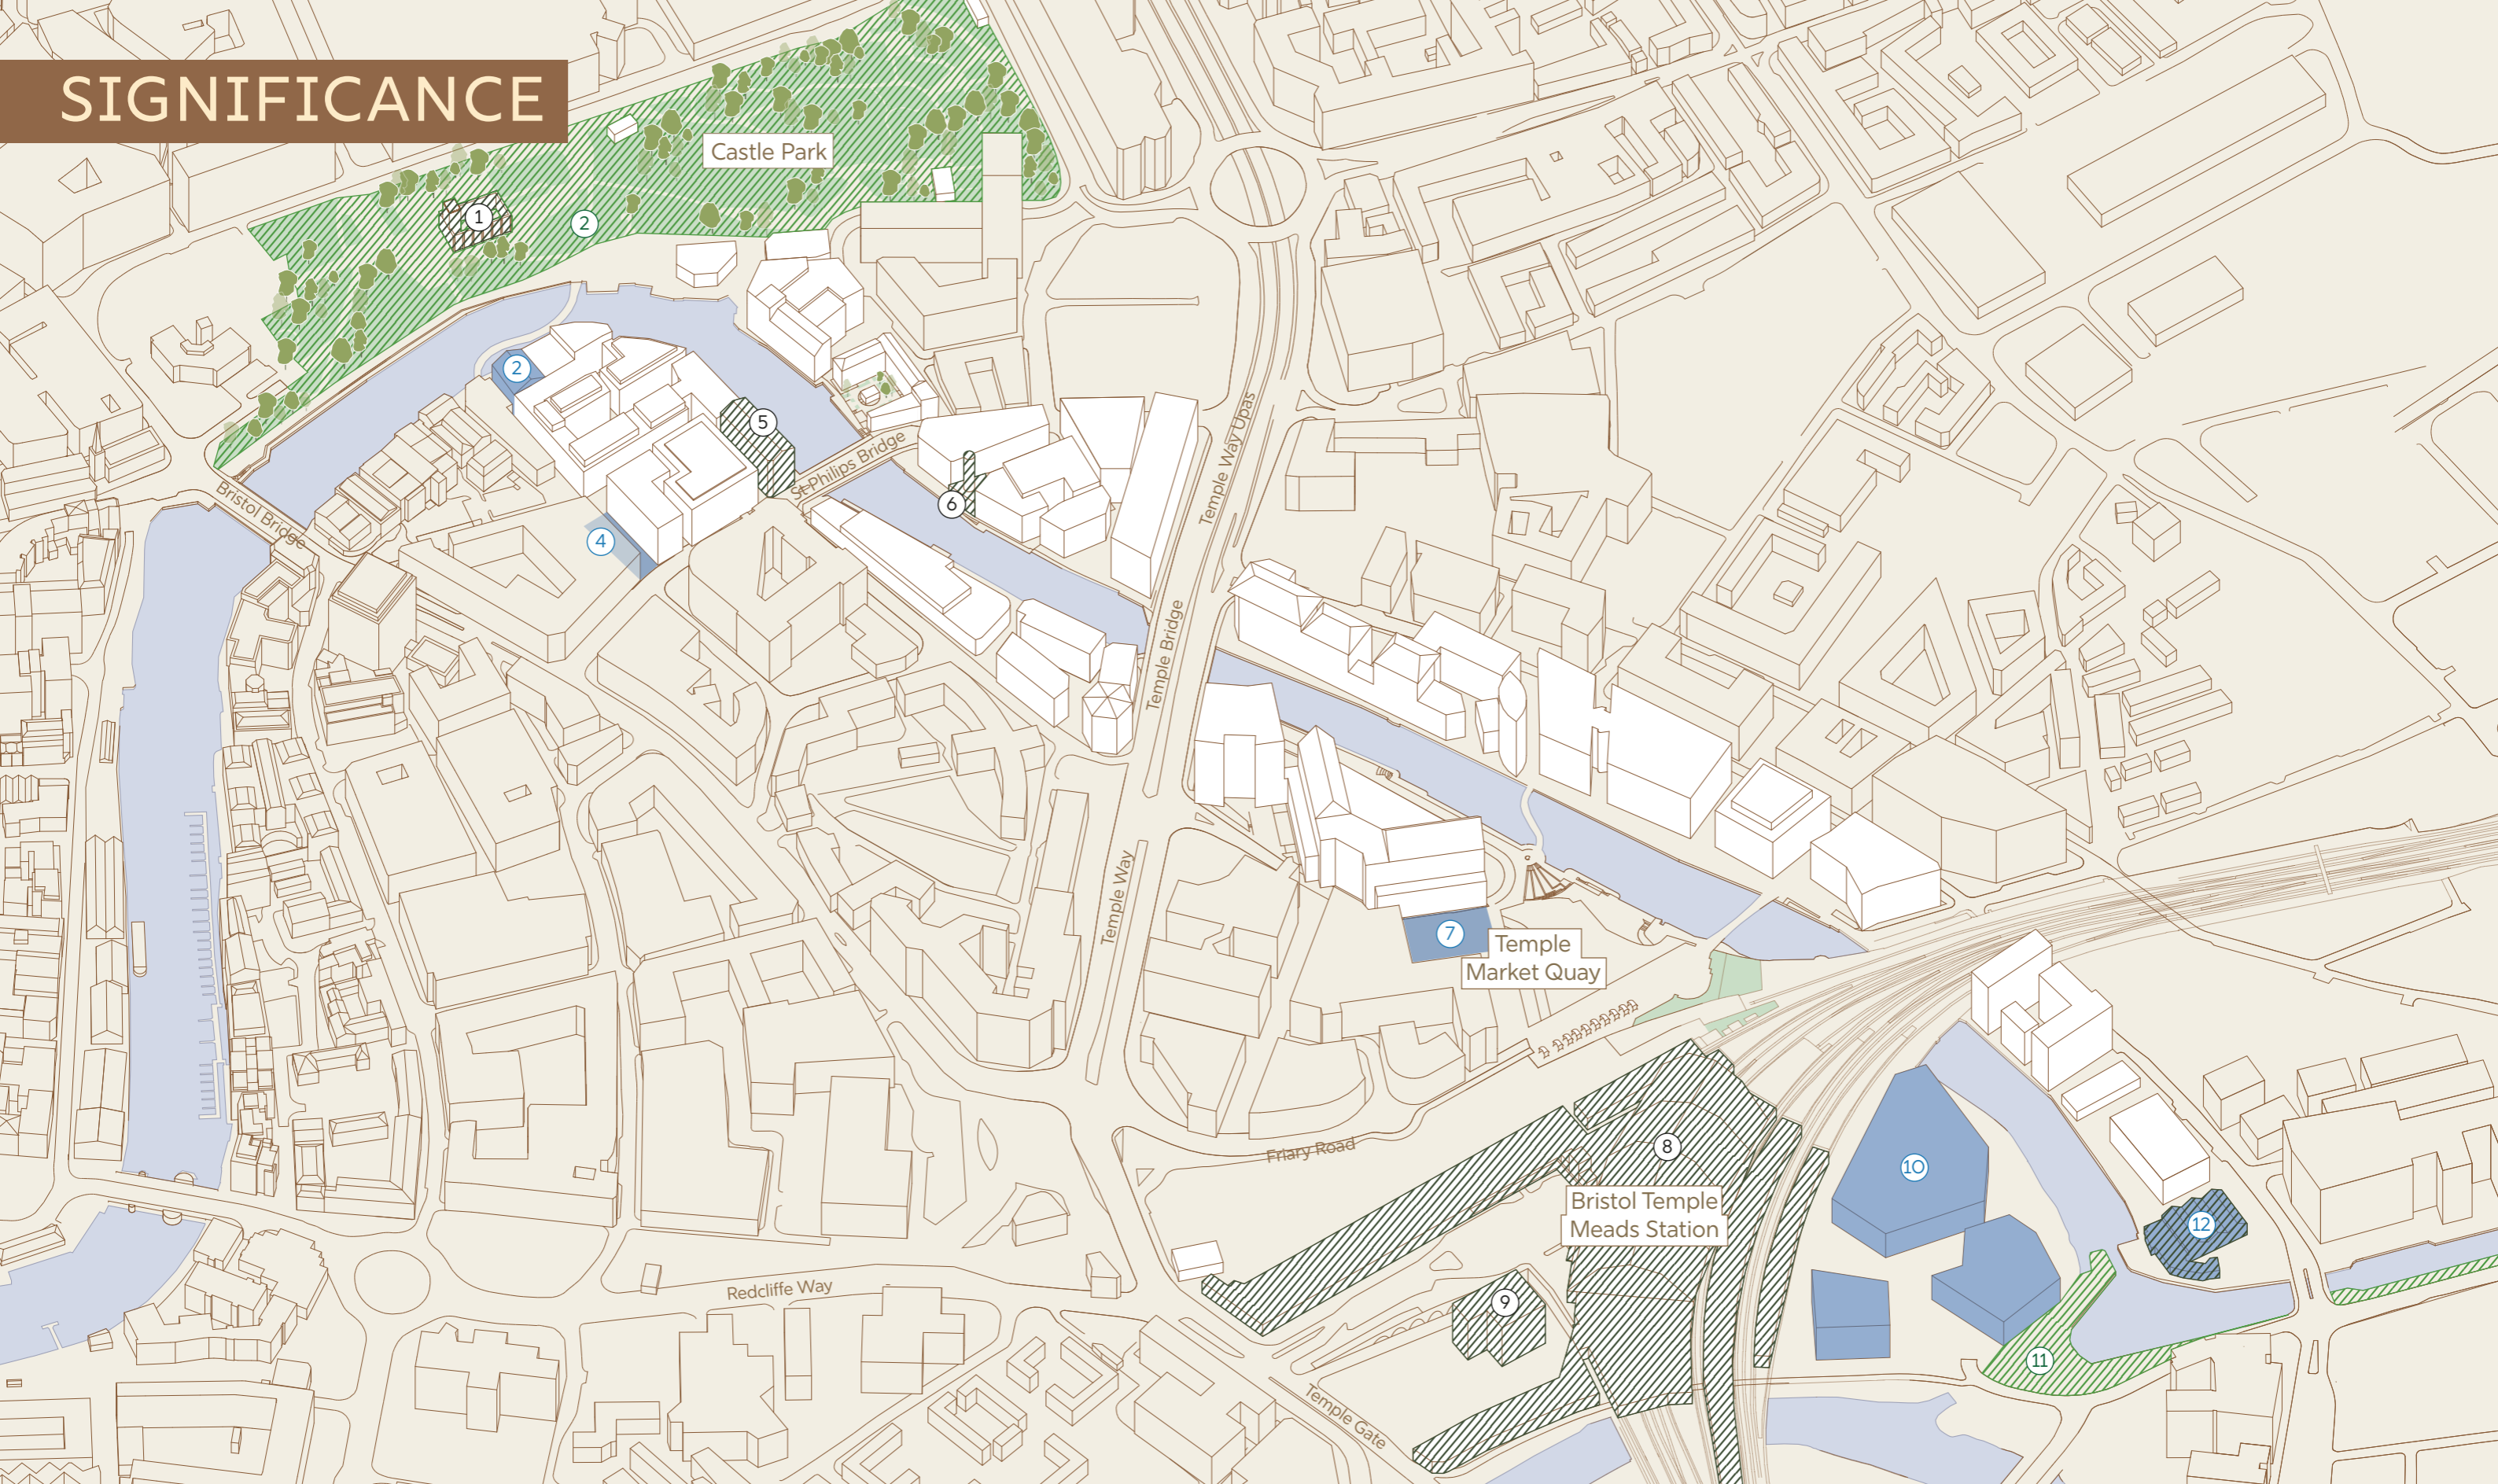 SIGNIFICANCE
Castle Park
1
2
2
5
St Philips Bridge
6
4
Bristol Bridge
Temple Way Upas
Temple Bridge
Temple Way
7
Temple
Market Quay
Friary Road
8
Bristol Temple
Meads Station
10
12
9
11
Redcliffe Way
Temple Gate